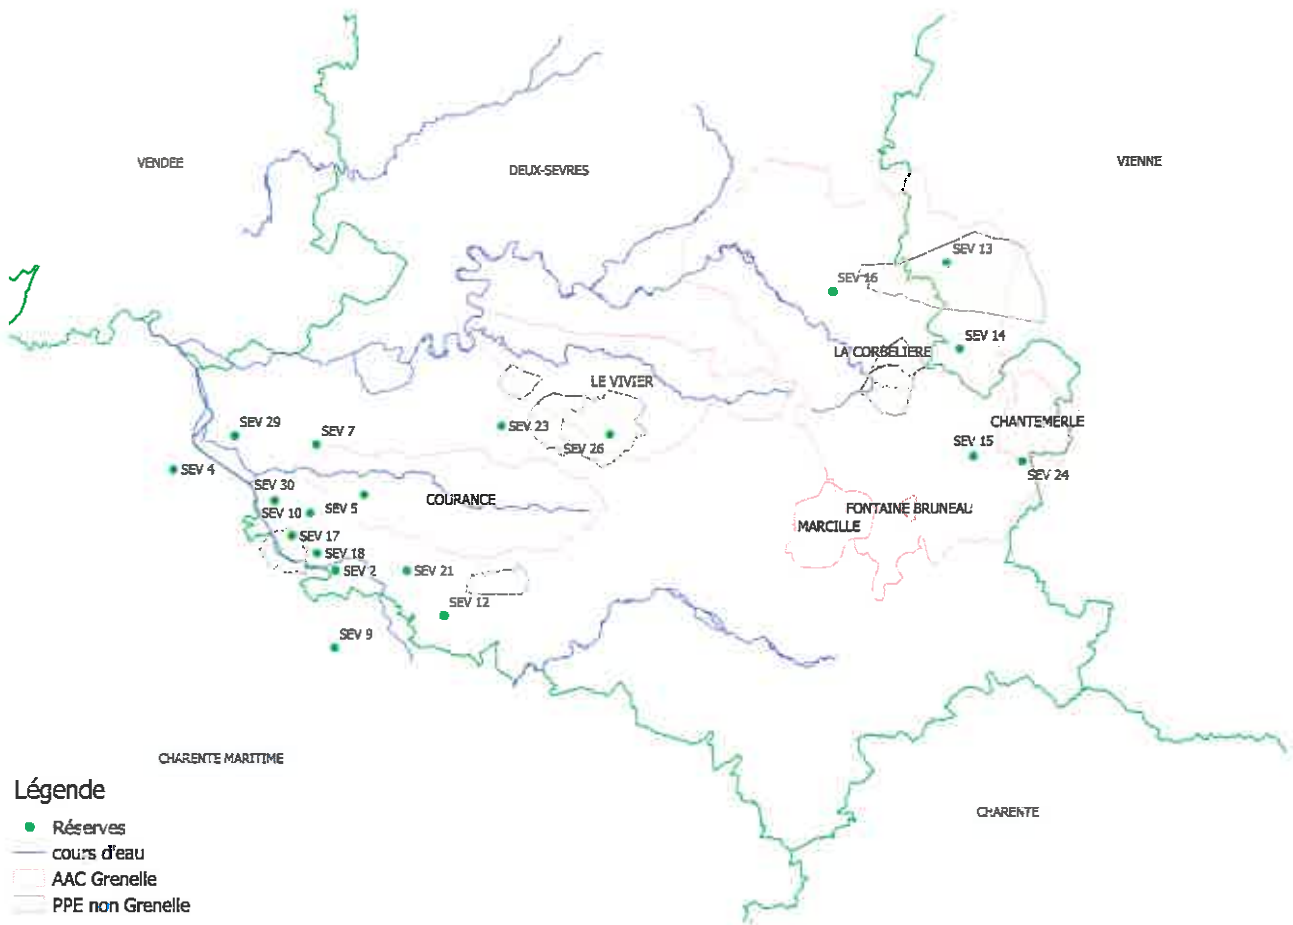 VENDEE
DEUX-SEVRES
VIENNE
SEV 13
SEV 16
SEV 14
LA CORBELIERE
LE VIVIER
CHANTEMERLE
SEV 29
SEV 7
SEV 23
SEV 26
SEV 15
SEV 4
SEV 24
SEV 30
COURANCE
SEV 10
SEV 5
FONTAINE BRUNEAU
MARCILLE
SEV 17
SEV 18
SEV 2
SEV 21
SEV 12
SEV 9
CHARENTE MARITIME
CHARENTE
Légende
Réserves
cours d'eau
AAC Grenelle
PPE non Grenelle